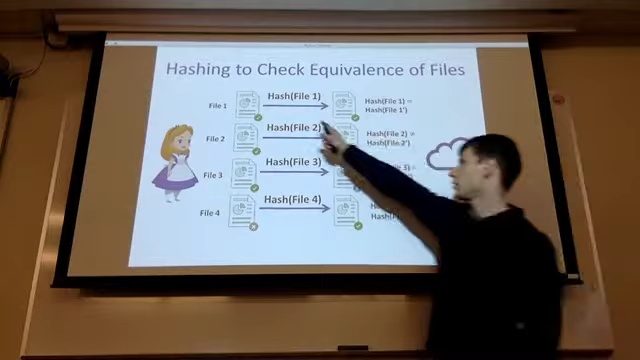 Hashing to Check Equivalence of Files
File 1
Hash(File 1)
Hash(File 1) =
Hash(File 1')
File 2
Hash(File 2)
Hash(File 2) =
Hash(File 2')
File 3
Hash(File 3)
3) =
File 4
Hash(File 4)